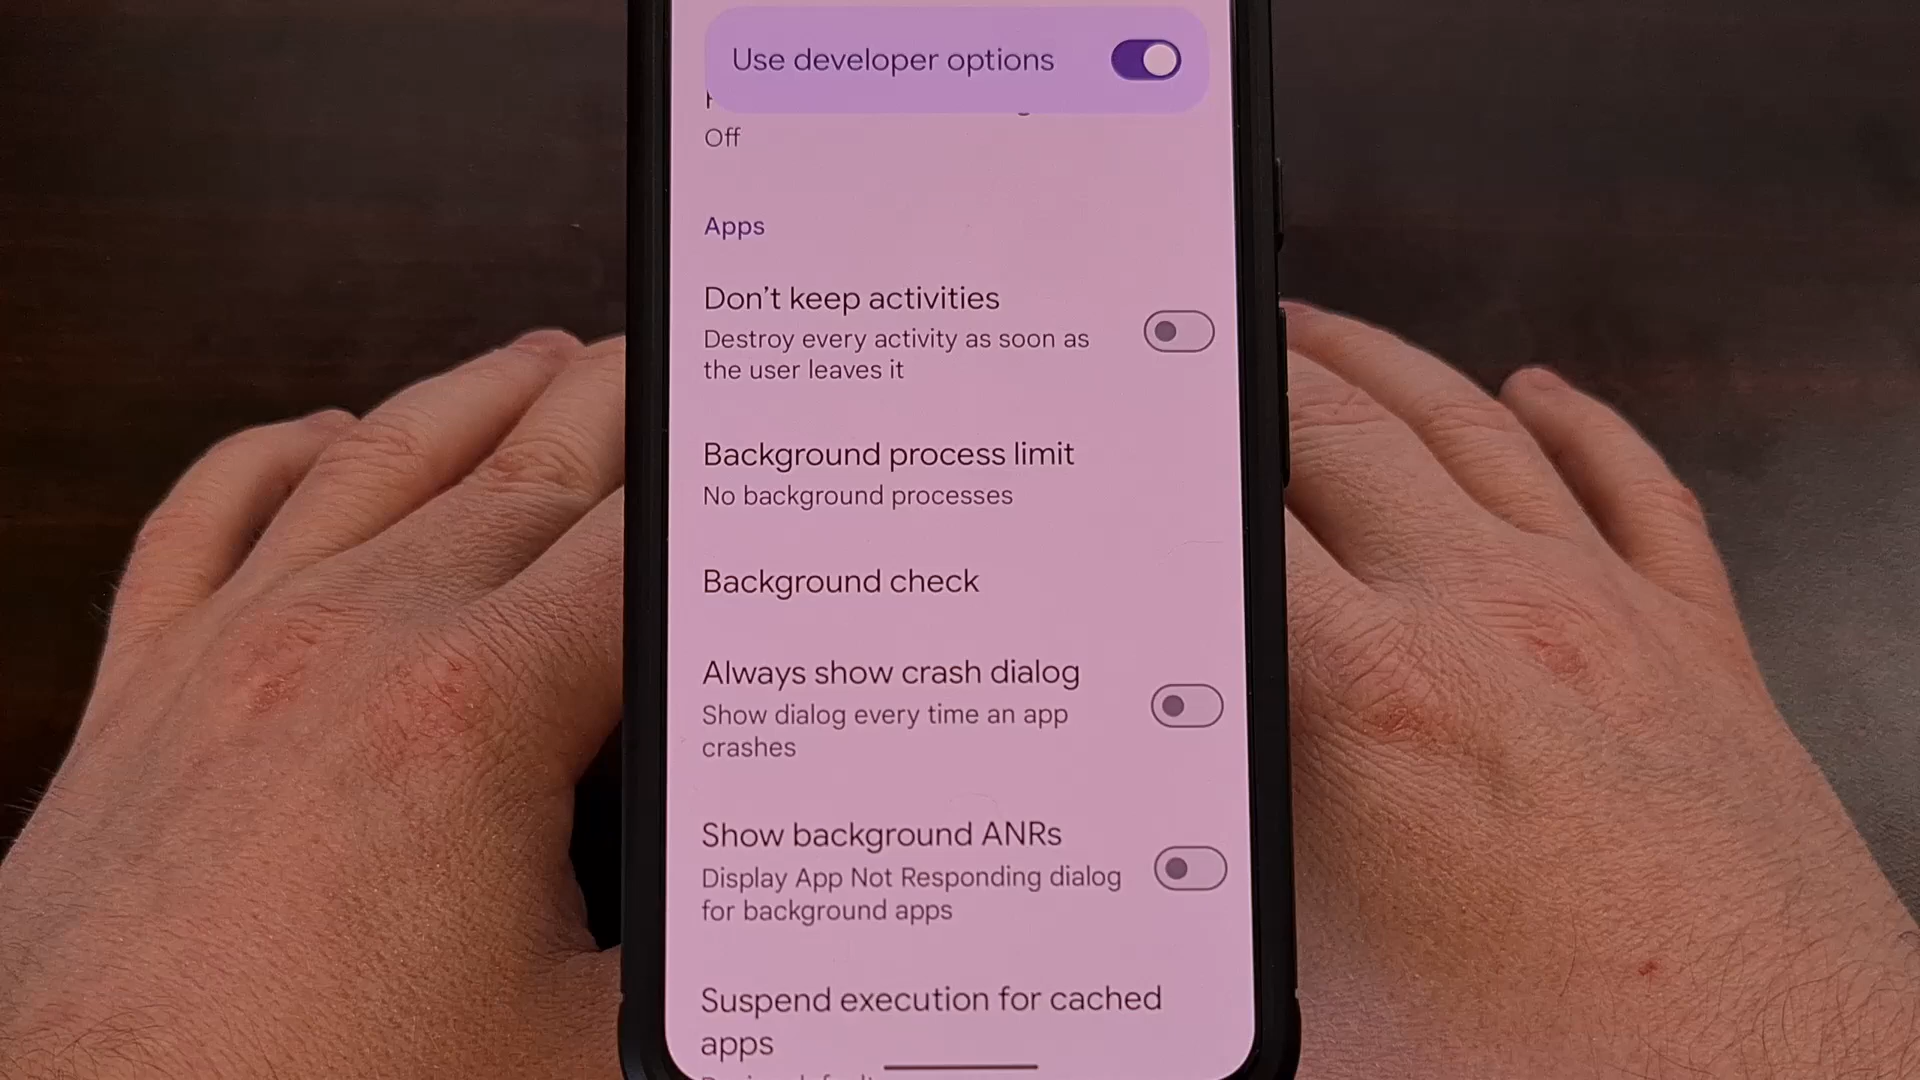 Use developer options
Off
Apps
Don't keep activities
Destroy every activity as soon as
the user leaves it
Background process limit
No background processes
Background check
Always show crash dialog
Show dialog every time an app
crashes
Show background ANRs
Display App Not Responding dialog
for background apps
Suspend execution for cached
apps